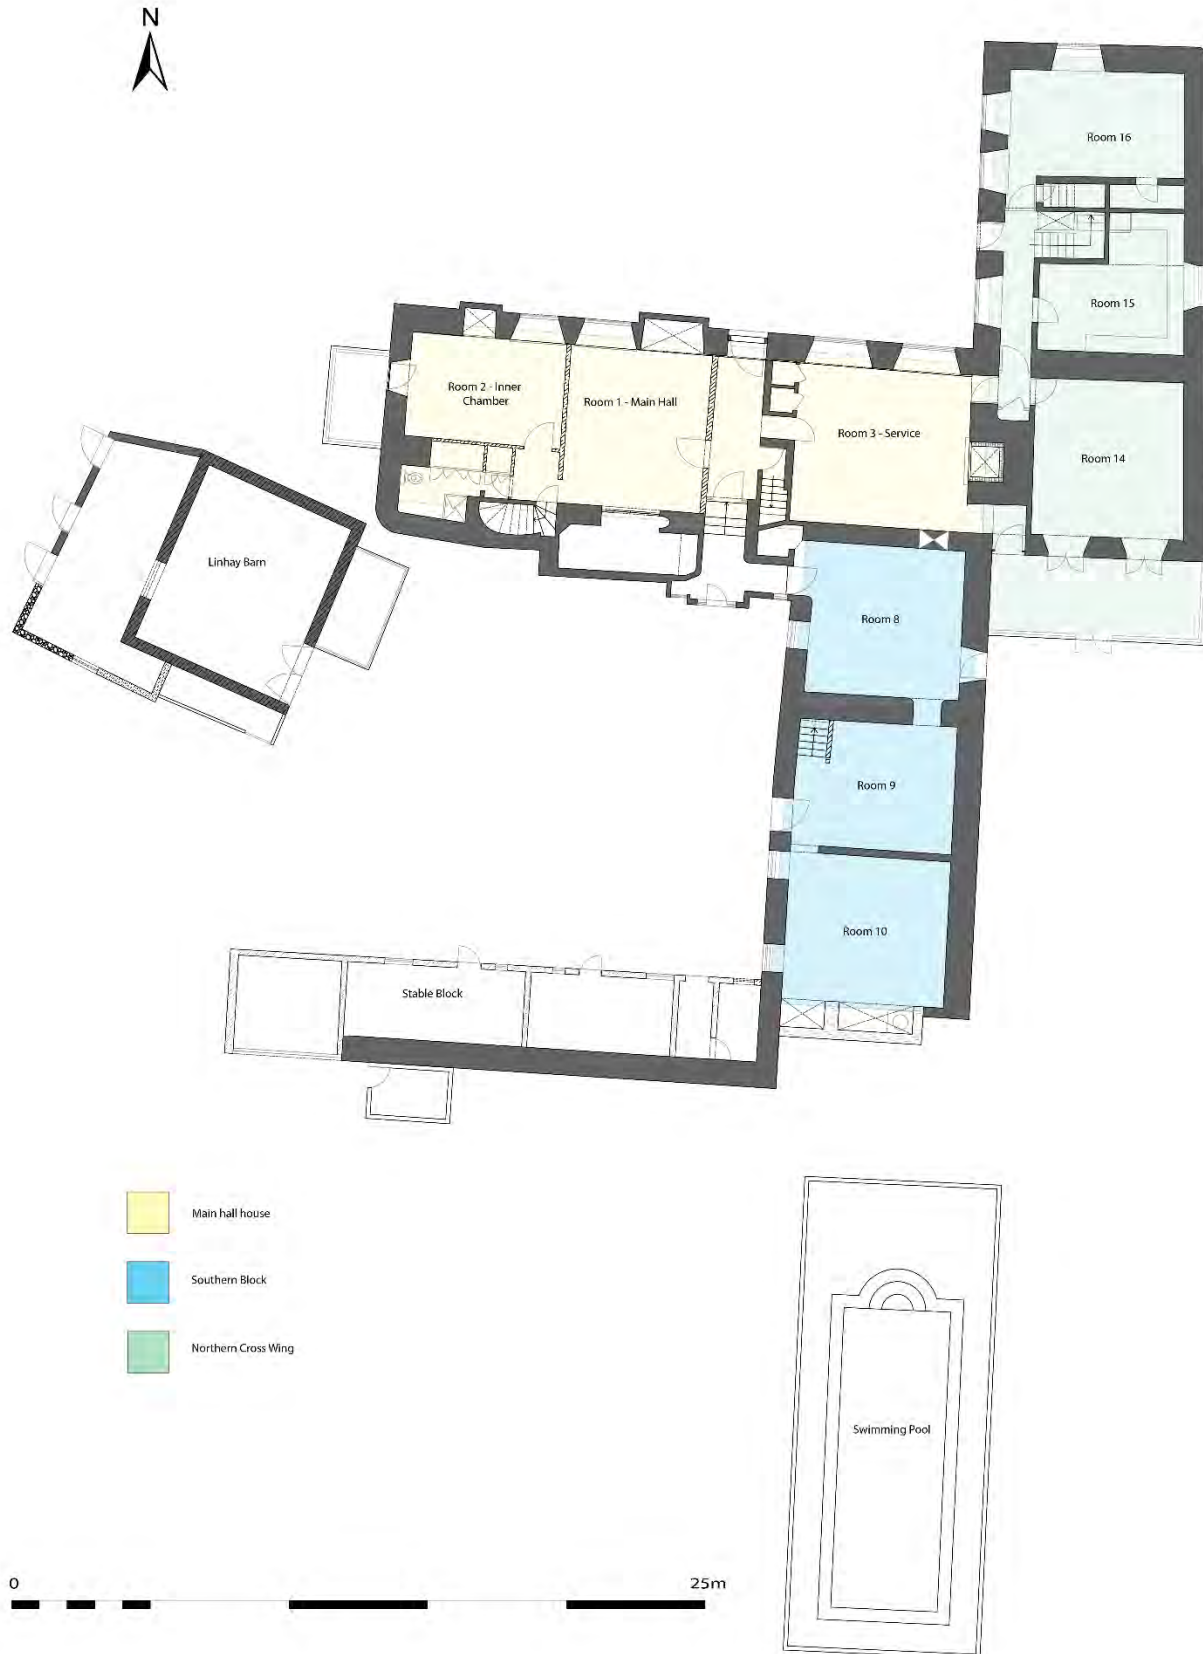 N
Room 16
Room 15
Room 2 - Inner
Chamber
Room 1 - Main Hall
Room 3 - Service
Room 14
Linhay Barn
Room 8
Room 9
Room 10
Stable Block
Main hall house
Southern Block
Northern Cross Wing
Swimming Pool
0
25m